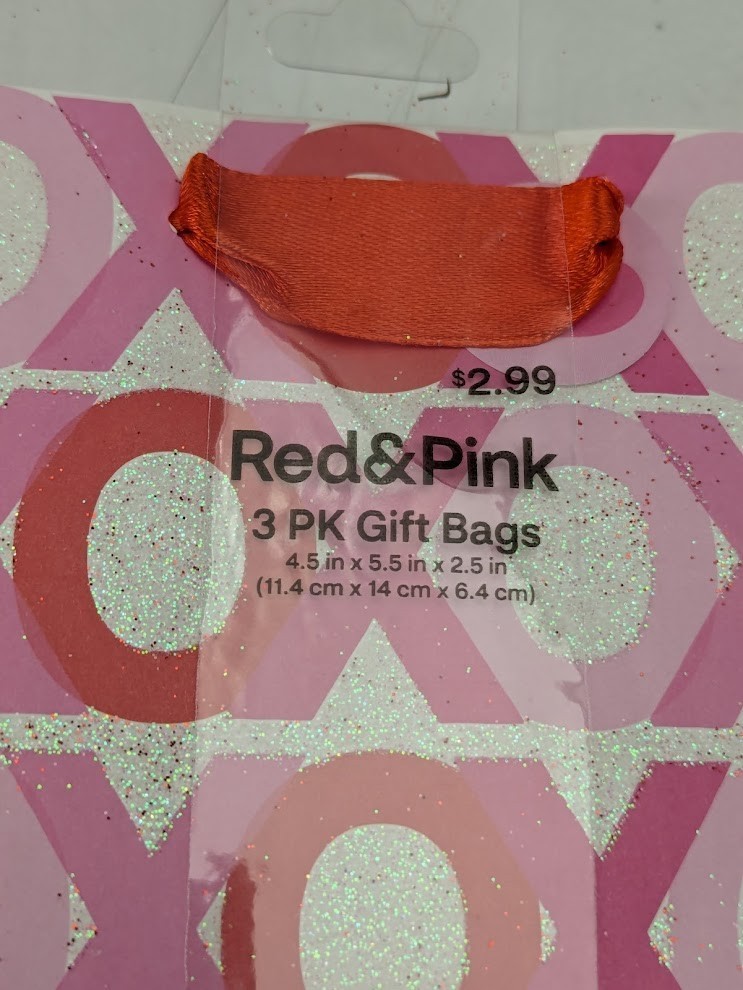 $2.99
Red&Pink
3 PK Gift Bags
4.5 in x 5.5 in x 2.5 in
(11.4 cm x 14 cm x 6.4 cm)